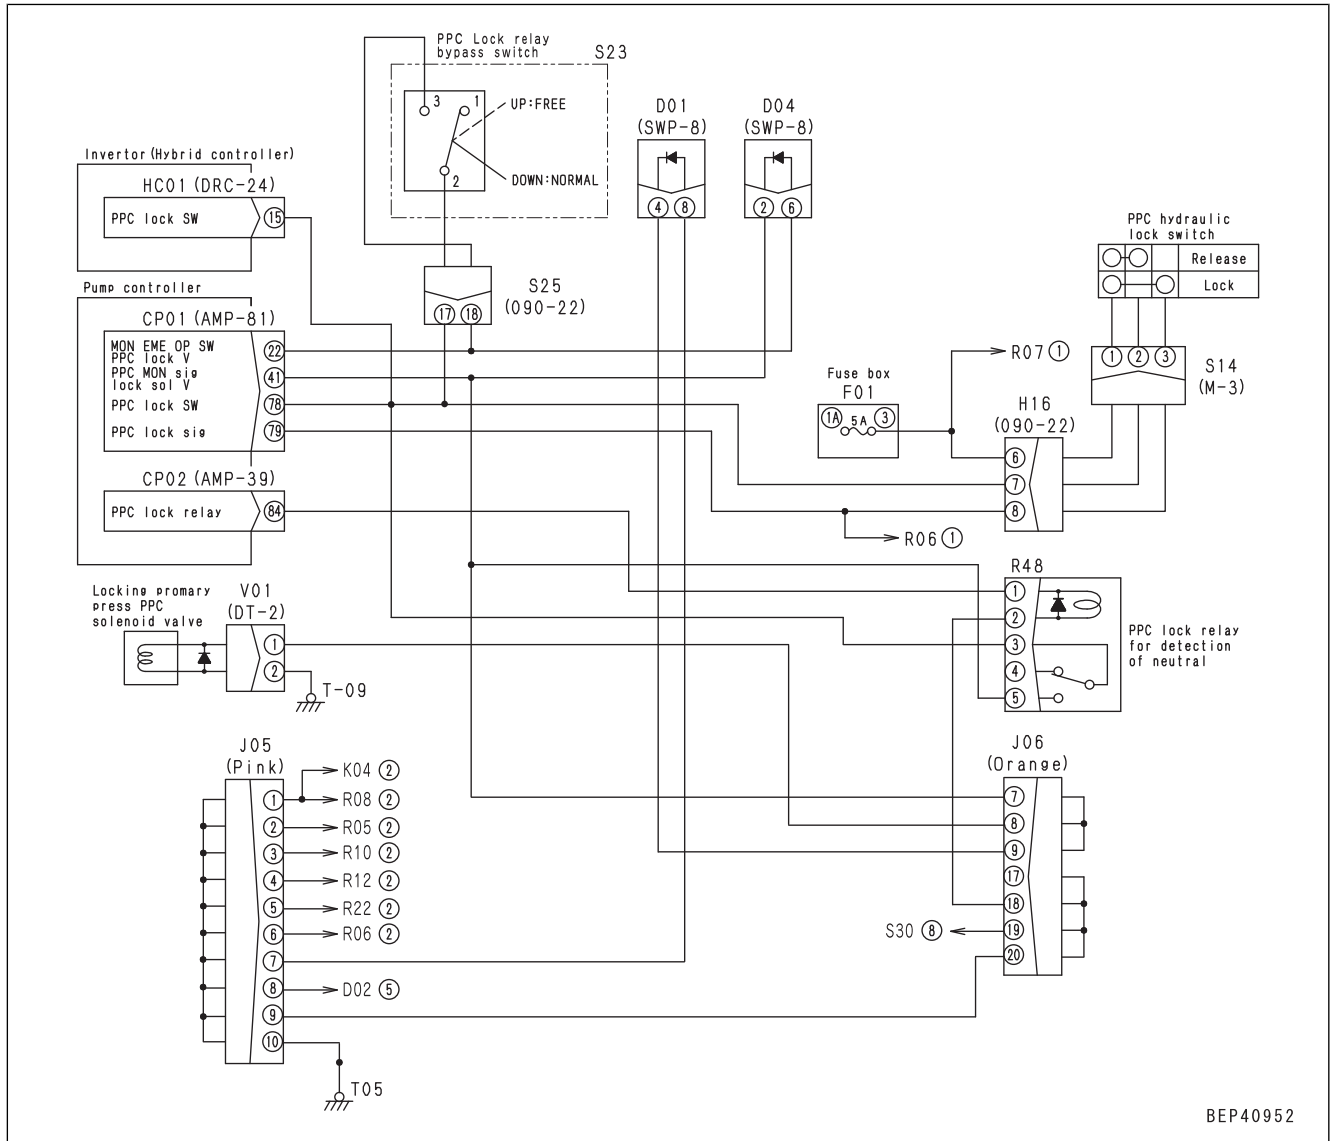 PPC Lock relay
bypass switch
S23
3
1
UP:FREE
2
DOWN:NORMAL
D01
(SWP-8)
4
8
D04
(SWP-8)
2
6
Invertor(Hybrid controller)
HC01 (DRC-24)
PPC lock SW
15
Pump controller
CP01 (AMP-81)
MON EME OP SW
PPC lock V
22
PPC MON sig
lock sol V
41
PPC lock SW
78
PPC lock sig
79
CP02 (AMP-39)
PPC lock relay
84
S25
(090-22)
17
18
PPC hydraulic
lock switch
Release
Lock
1
2
3
S14
(M-3)
R07 1
Fuse box
F01
1A
5A
3
H16
(090-22)
6
7
8
R06 1
Locking primary
press PPC
solenoid valve
V01
(DT-2)
1
2
T-09
R48
1
2
3
4
5
PPC lock relay
for detection
of neutral
J05
(Pink)
1
2
3
4
5
6
7
8
9
10
K04 2
R08 2
R05 2
R10 2
R12 2
R22 2
R06 2
D02 5
T05
J06
(Orange)
7
8
9
17
18
19
20
S30 8
BEP40952